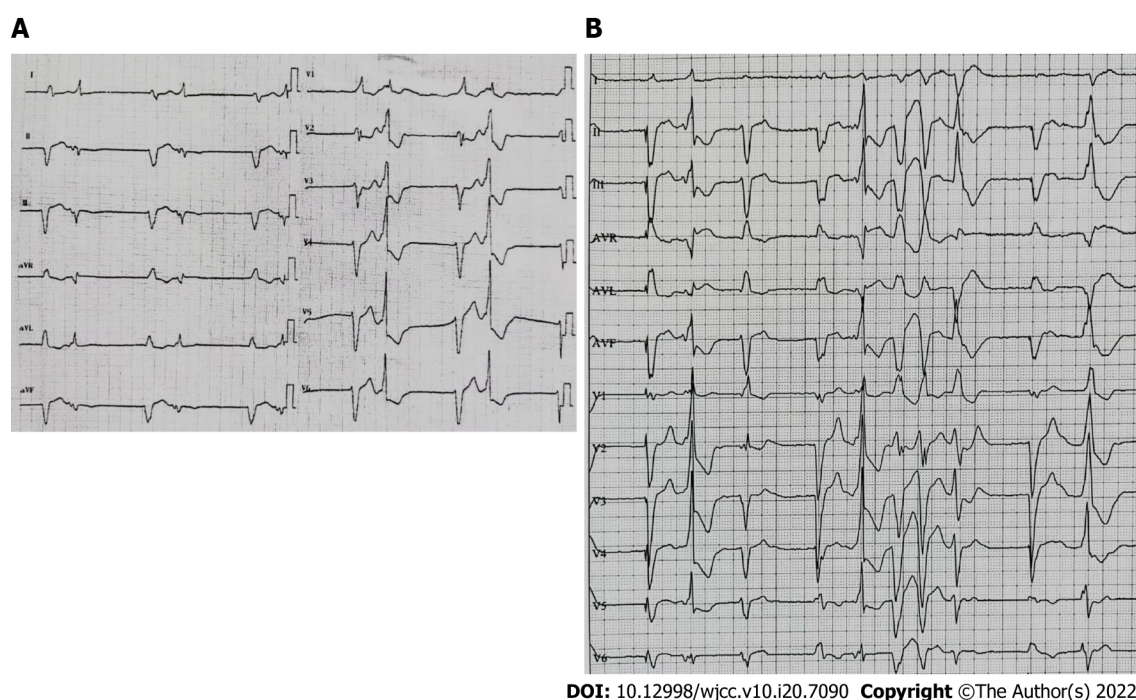 A
B
I
II
aVR
aVL
aVF
V1
V2
V3
V4
V5
V6
I
II
III
AVR
AVL
AVF
V1
V2
V3
V4
V5
V6
DOI: 10.12998/wjcc.v10.i20.7090 Copyright ©The Author(s) 2022